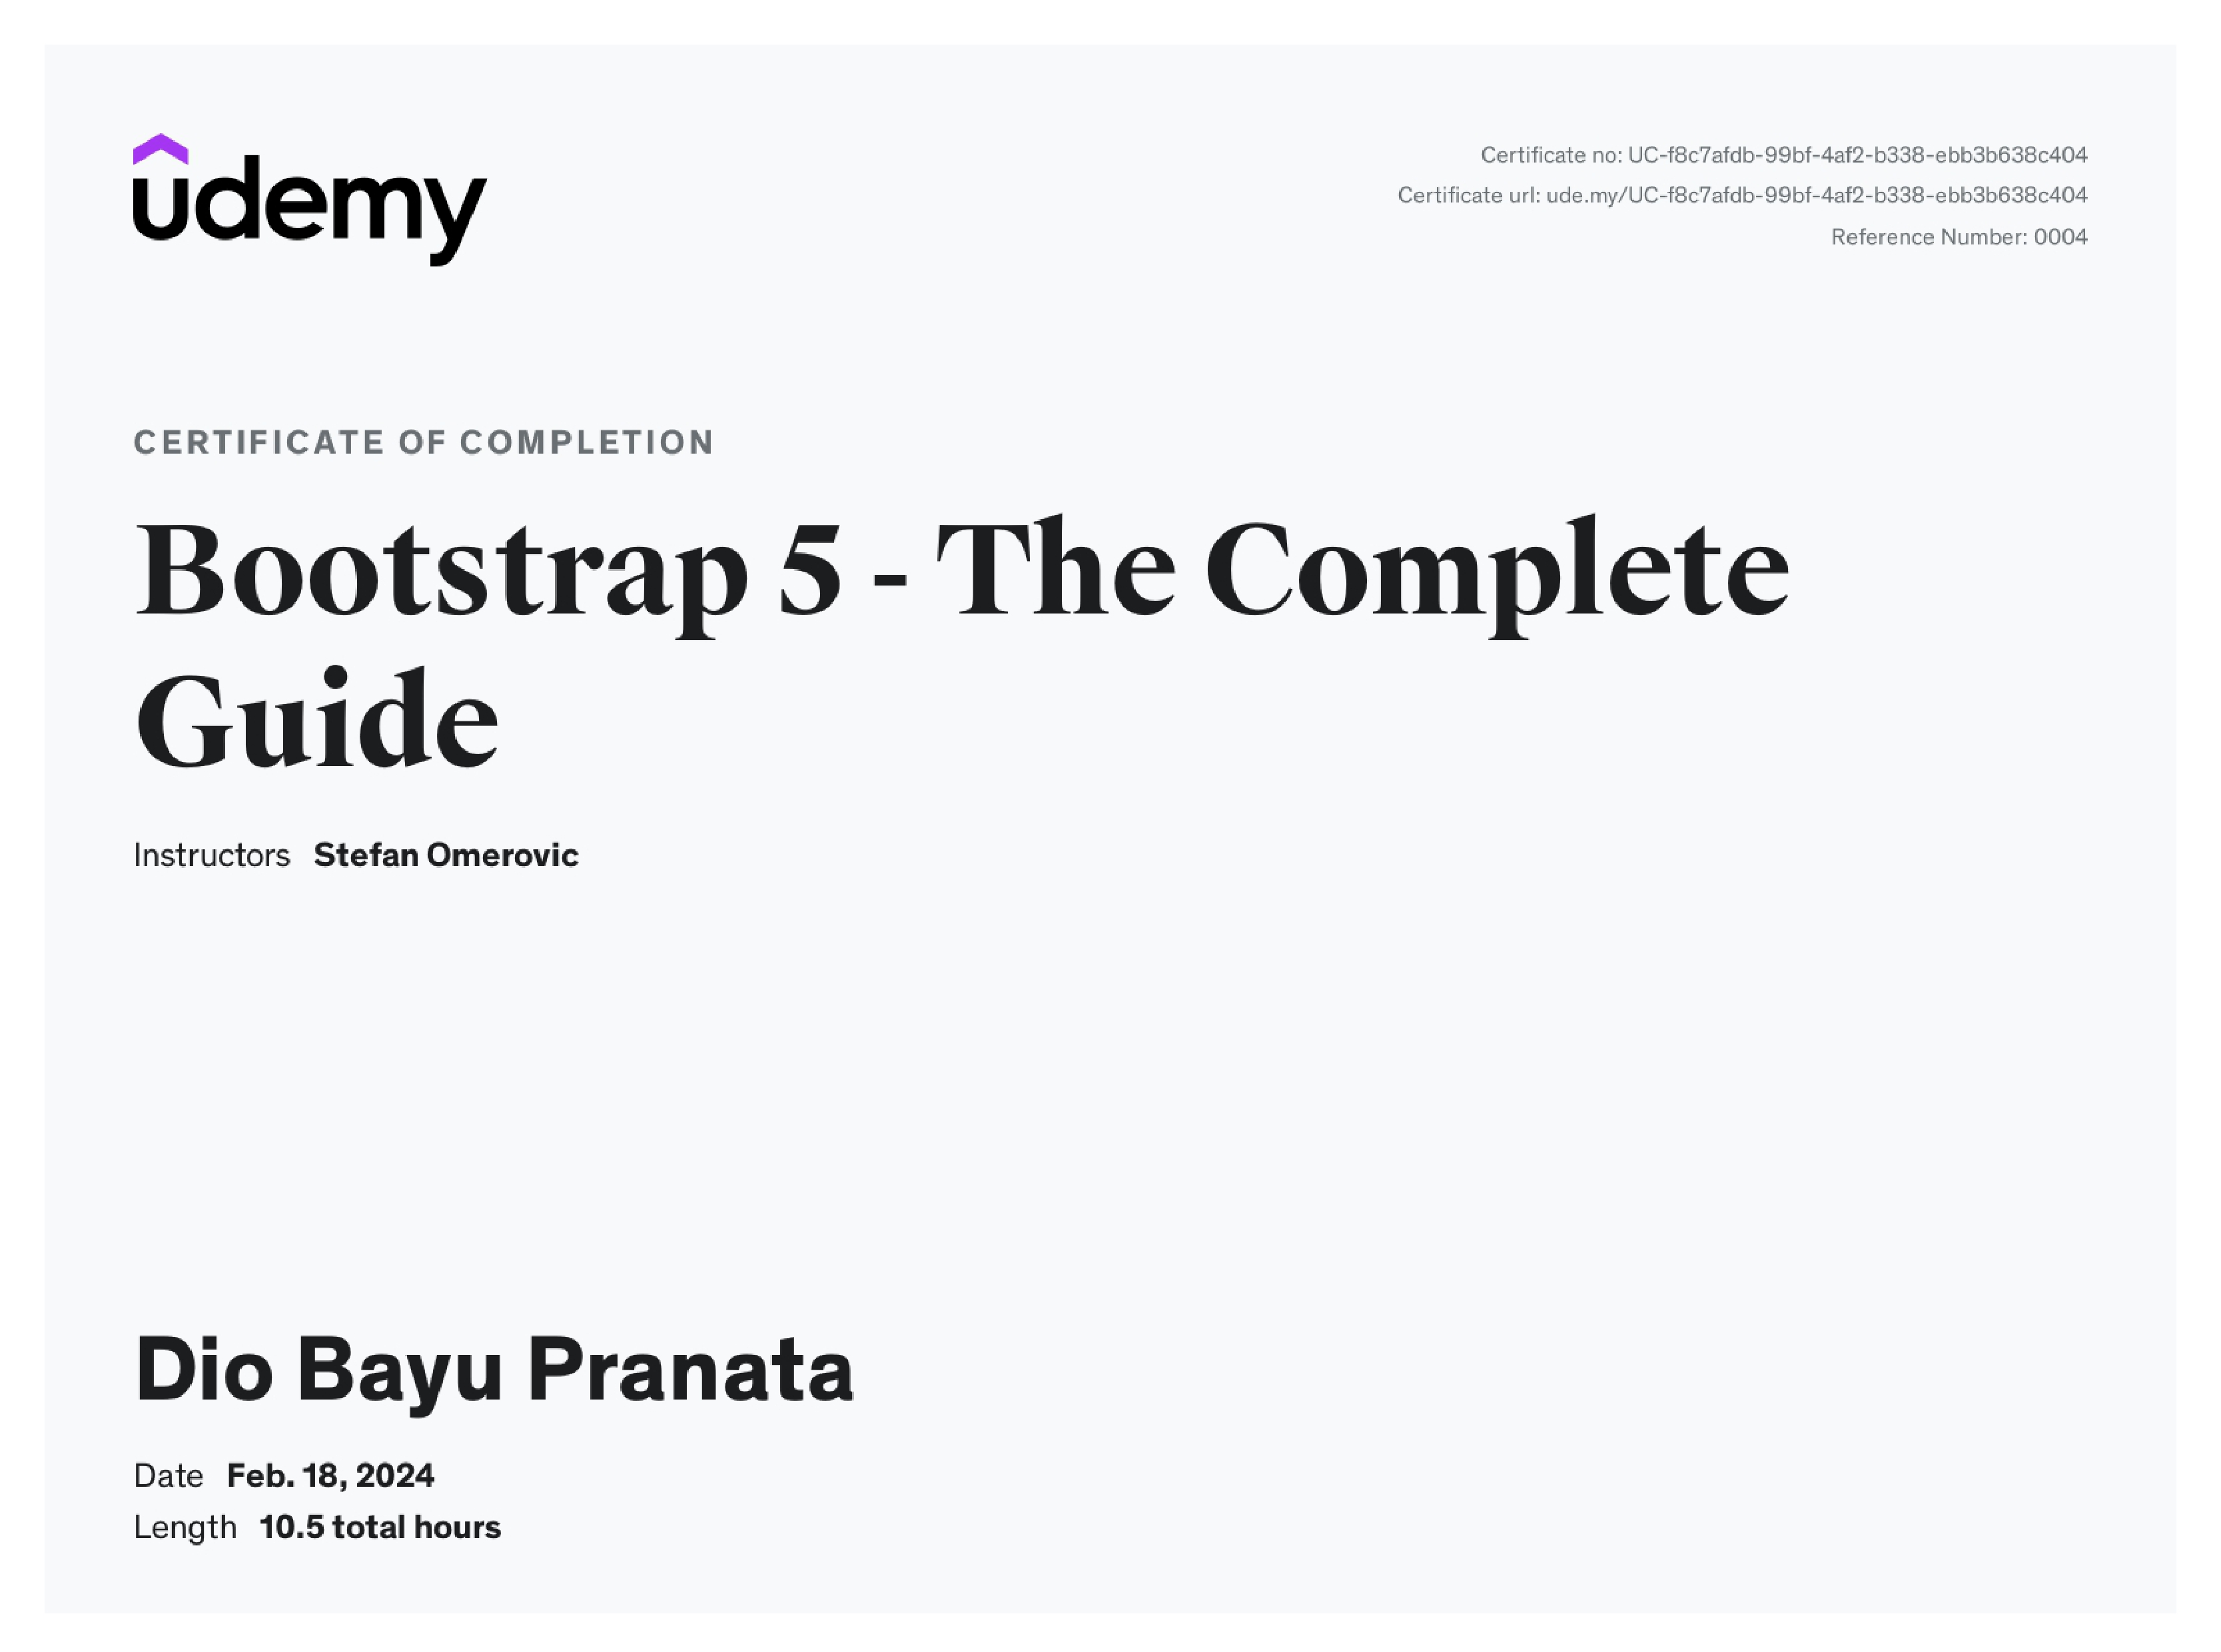 udemy
Certificate no: UC-f8c7afdb-99bf-4af2-b338-ebb3b638c404
Certificate url: ude.my/UC-f8c7afdb-99bf-4af2-b338-ebb3b638c404
Reference Number: 0004
CERTIFICATE OF COMPLETION
Bootstrap 5 - The Complete
Guide
Instructors Stefan Omerovic
Dio Bayu Pranata
Date Feb. 18, 2024
Length 10.5 total hours